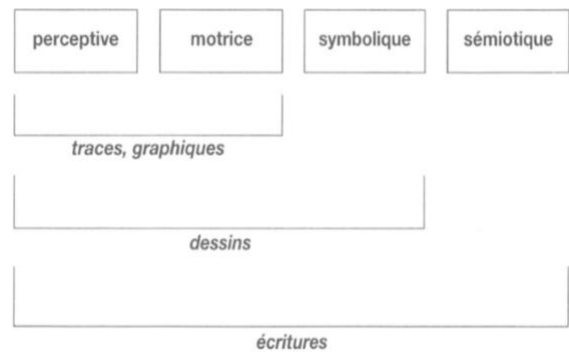 perceptive motrice symbolique sémiotique
traces, graphiques
dessins
écritures